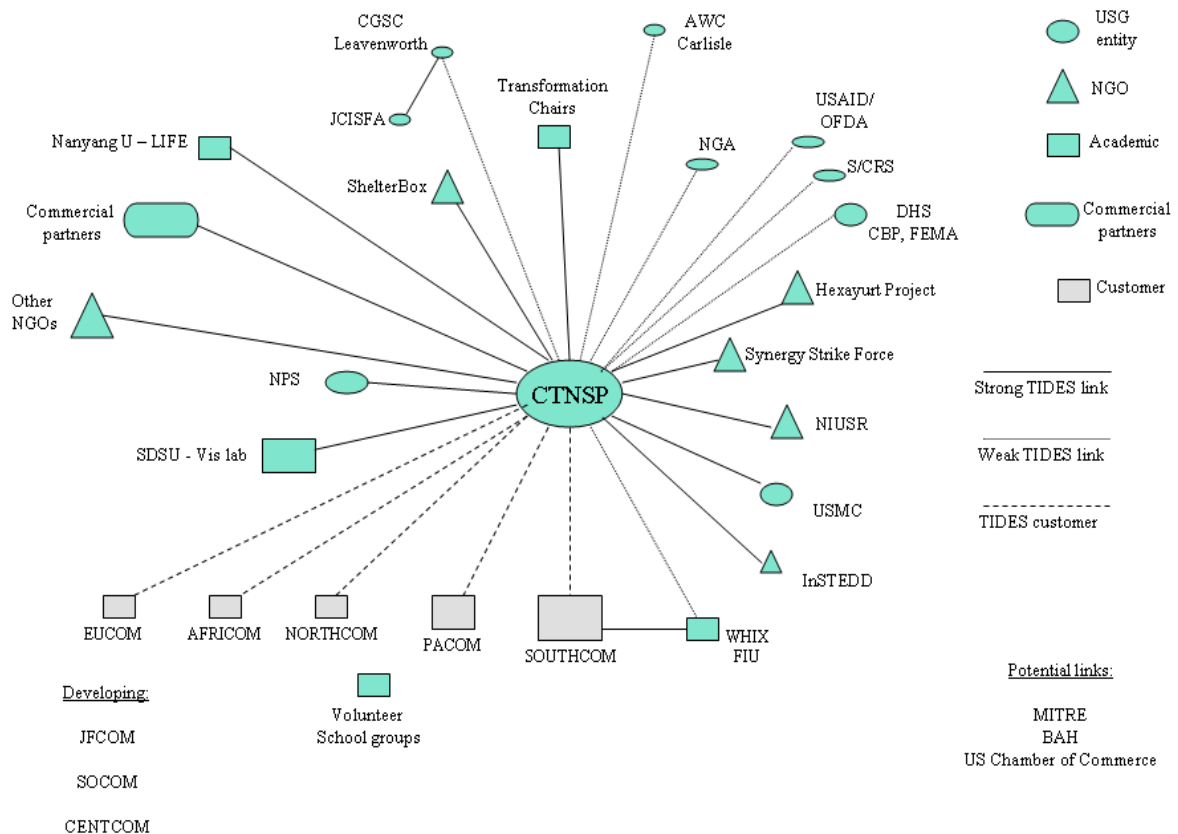 CGSC
Leavenworth
AWC
Carlisle
USG
entity
JCISFA
Transformation
Chairs
USAID/
OFDA
NGO
Nanyang U – LIFE
NGA
S/CRS
Academic
ShelterBox
Commercial
partners
DHS
CBP, FEMA
Commercial
partners
Other
NGOs
Hexayurt Project
Customer
Synergy Strike Force
NPS
CTNSP
Strong TIDES link
NIUSR
SDSU - Vis lab
Weak TIDES link
USMC
TIDES customer
InSTEDD
EUCOM
AFRICOM
NORTHCOM
PACOM
SOUTHCOM
WHIX
FIU
Developing:
JFCOM
SOCOM
CENTCOM
Volunteer
School groups
Potential links:
MITRE
BAH
US Chamber of Commerce